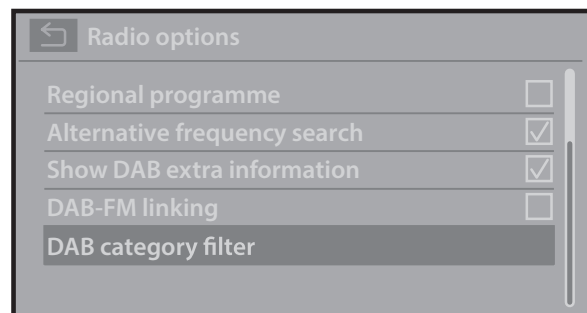 Radio options
Regional programme
Alternative frequency search
Show DAB extra information
DAB-FM linking
DAB category filter